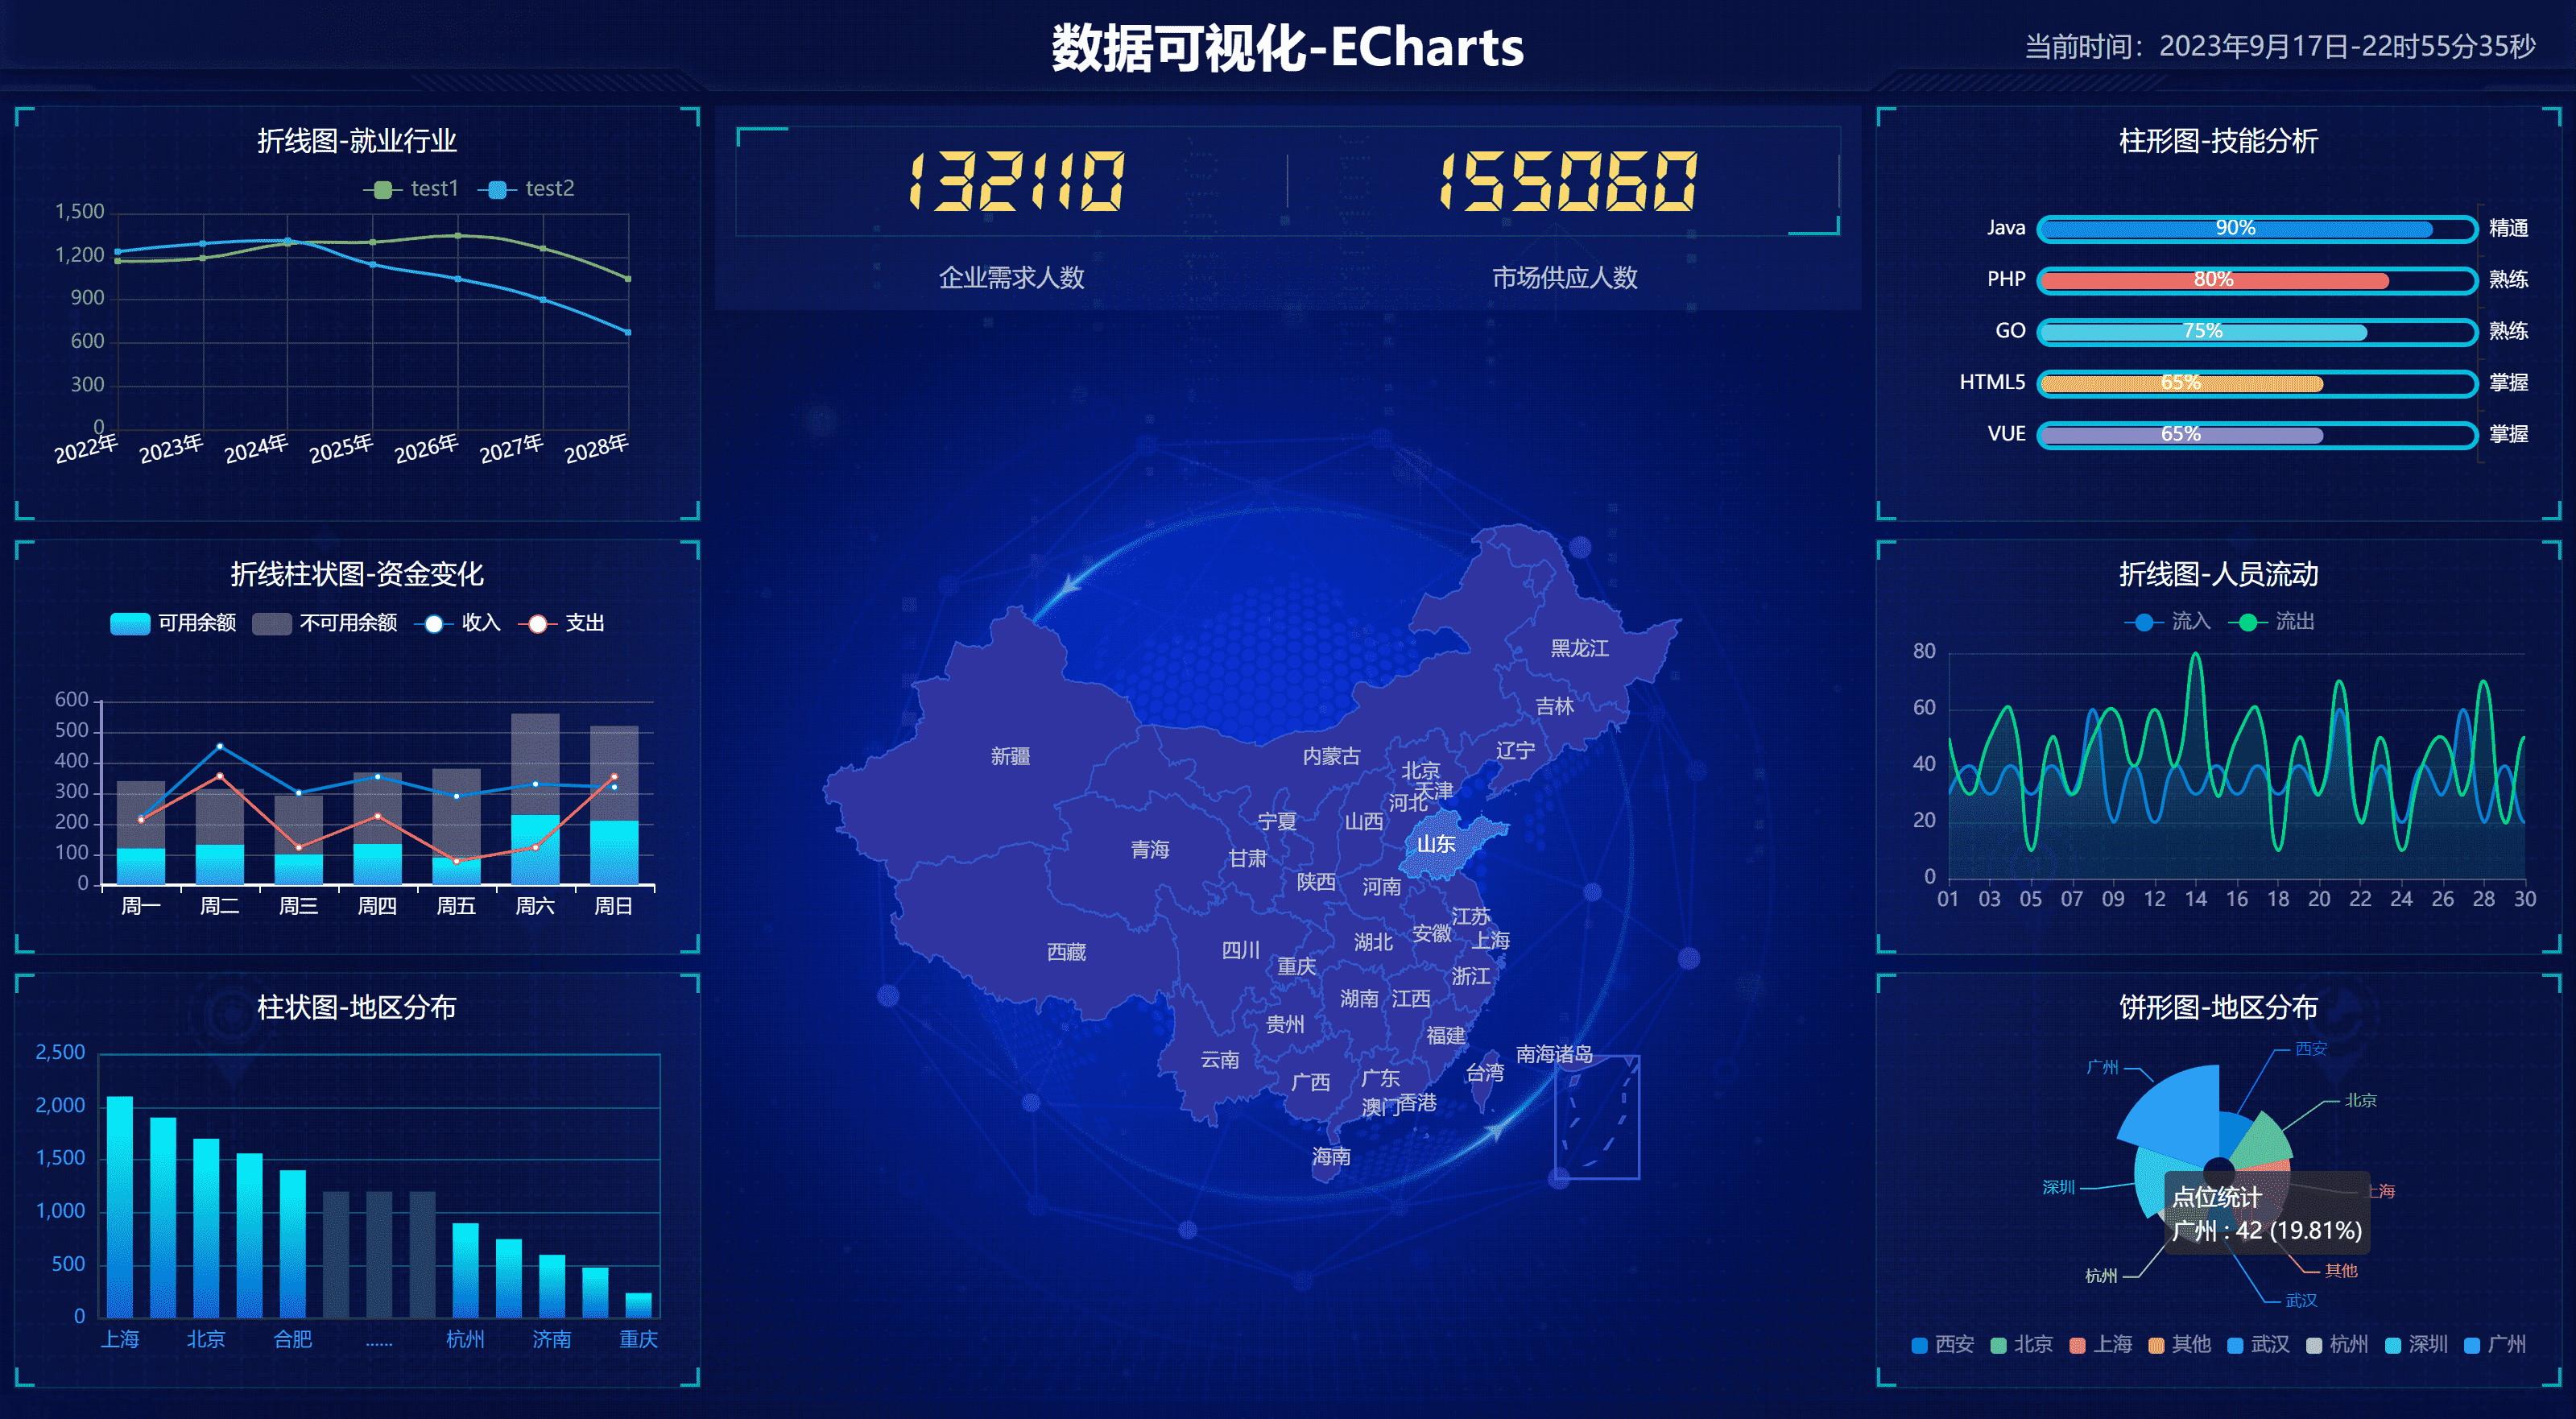 数据可视化-ECharts
当前时间：2023年9月17日-22时55分35秒
折线图-就业行业
test1 test2
1,500
1,200
900
600
300
0
2022年 2023年 2024年 2025年 2026年 2027年 2028年
折线柱状图-资金变化
可用余额 不可用余额 收入 支出
600
500
400
300
200
100
0
周一 周二 周三 周四 周五 周六 周日
柱状图-地区分布
2,500
2,000
1,500
1,000
500
0
上海 北京 合肥 ...... 杭州 济南 重庆
132110 155060
企业需求人数 市场供应人数
黑龙江
吉林
辽宁
新疆 内蒙古
北京
天津
河北
宁夏 山西
山东
青海 甘肃
陕西 河南
江苏
安徽
上海
湖北
西藏 四川
重庆
浙江
湖南 江西
贵州
福建
南海诸岛
云南
台湾
广西 广东
澳门 香港
海南
柱形图-技能分析
Java 90% 精通
PHP 80% 熟练
GO 75% 熟练
HTML5 65% 掌握
VUE 65% 掌握
折线图-人员流动
流入 流出
80
60
40
20
0
01 03 05 07 09 12 14 16 18 20 22 24 26 28 30
饼形图-地区分布
西安
广州
北京
深圳
上海
点位统计
广州 : 42 (19.81%)
杭州
其他
武汉
西安 北京 上海 其他 武汉 杭州 深圳 广州